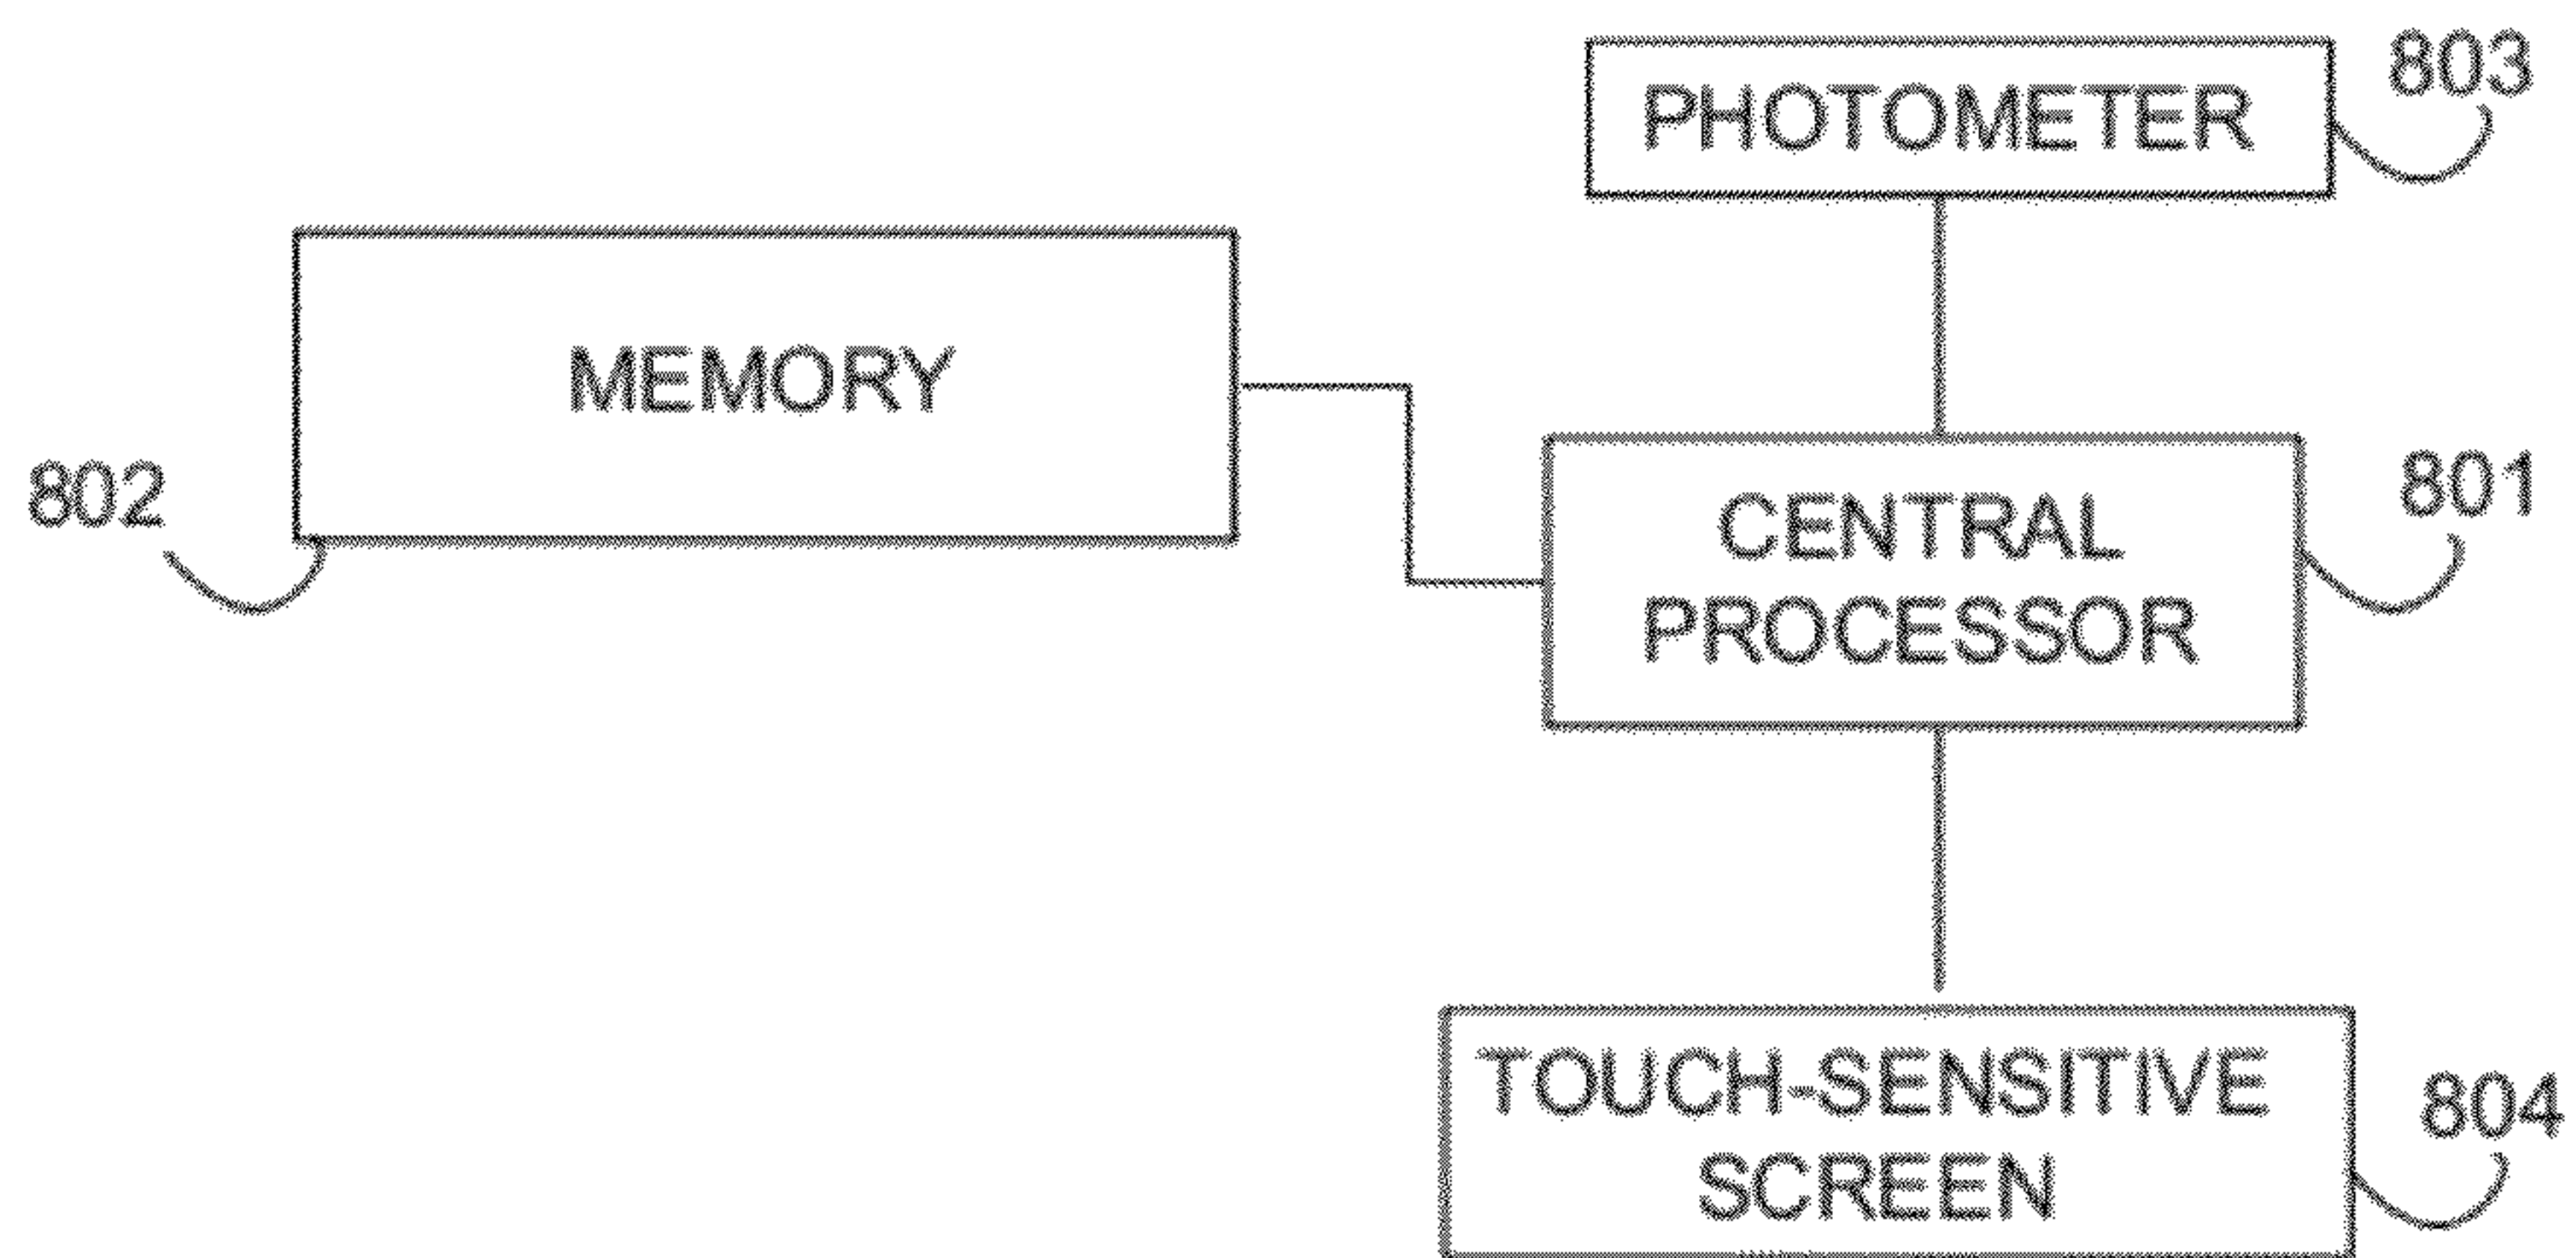 803
PHOTOMETER
MEMORY
802
801
CENTRAL
PROCESSOR
804
TOUCH-SENSITIVE
SCREEN